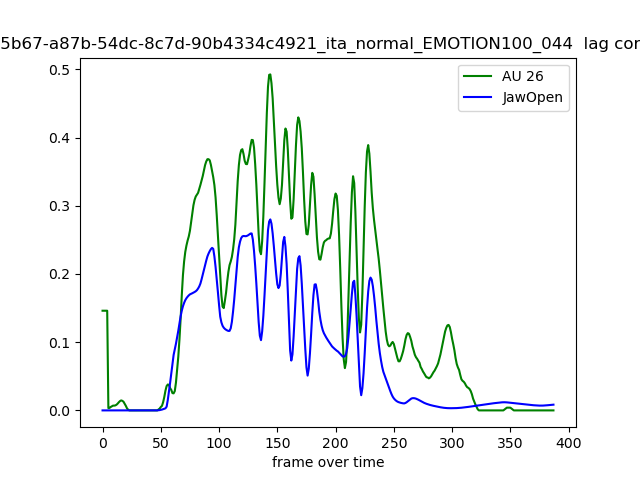 5b67-a87b-54dc-8c7d-90b4334c4921_ita_normal_EMOTION100_044  lag cor
AU 26
JawOpen
0.5
0.4
0.3
0.2
0.1
0.0
0 50 100 150 200 250 300 350 400
frame over time